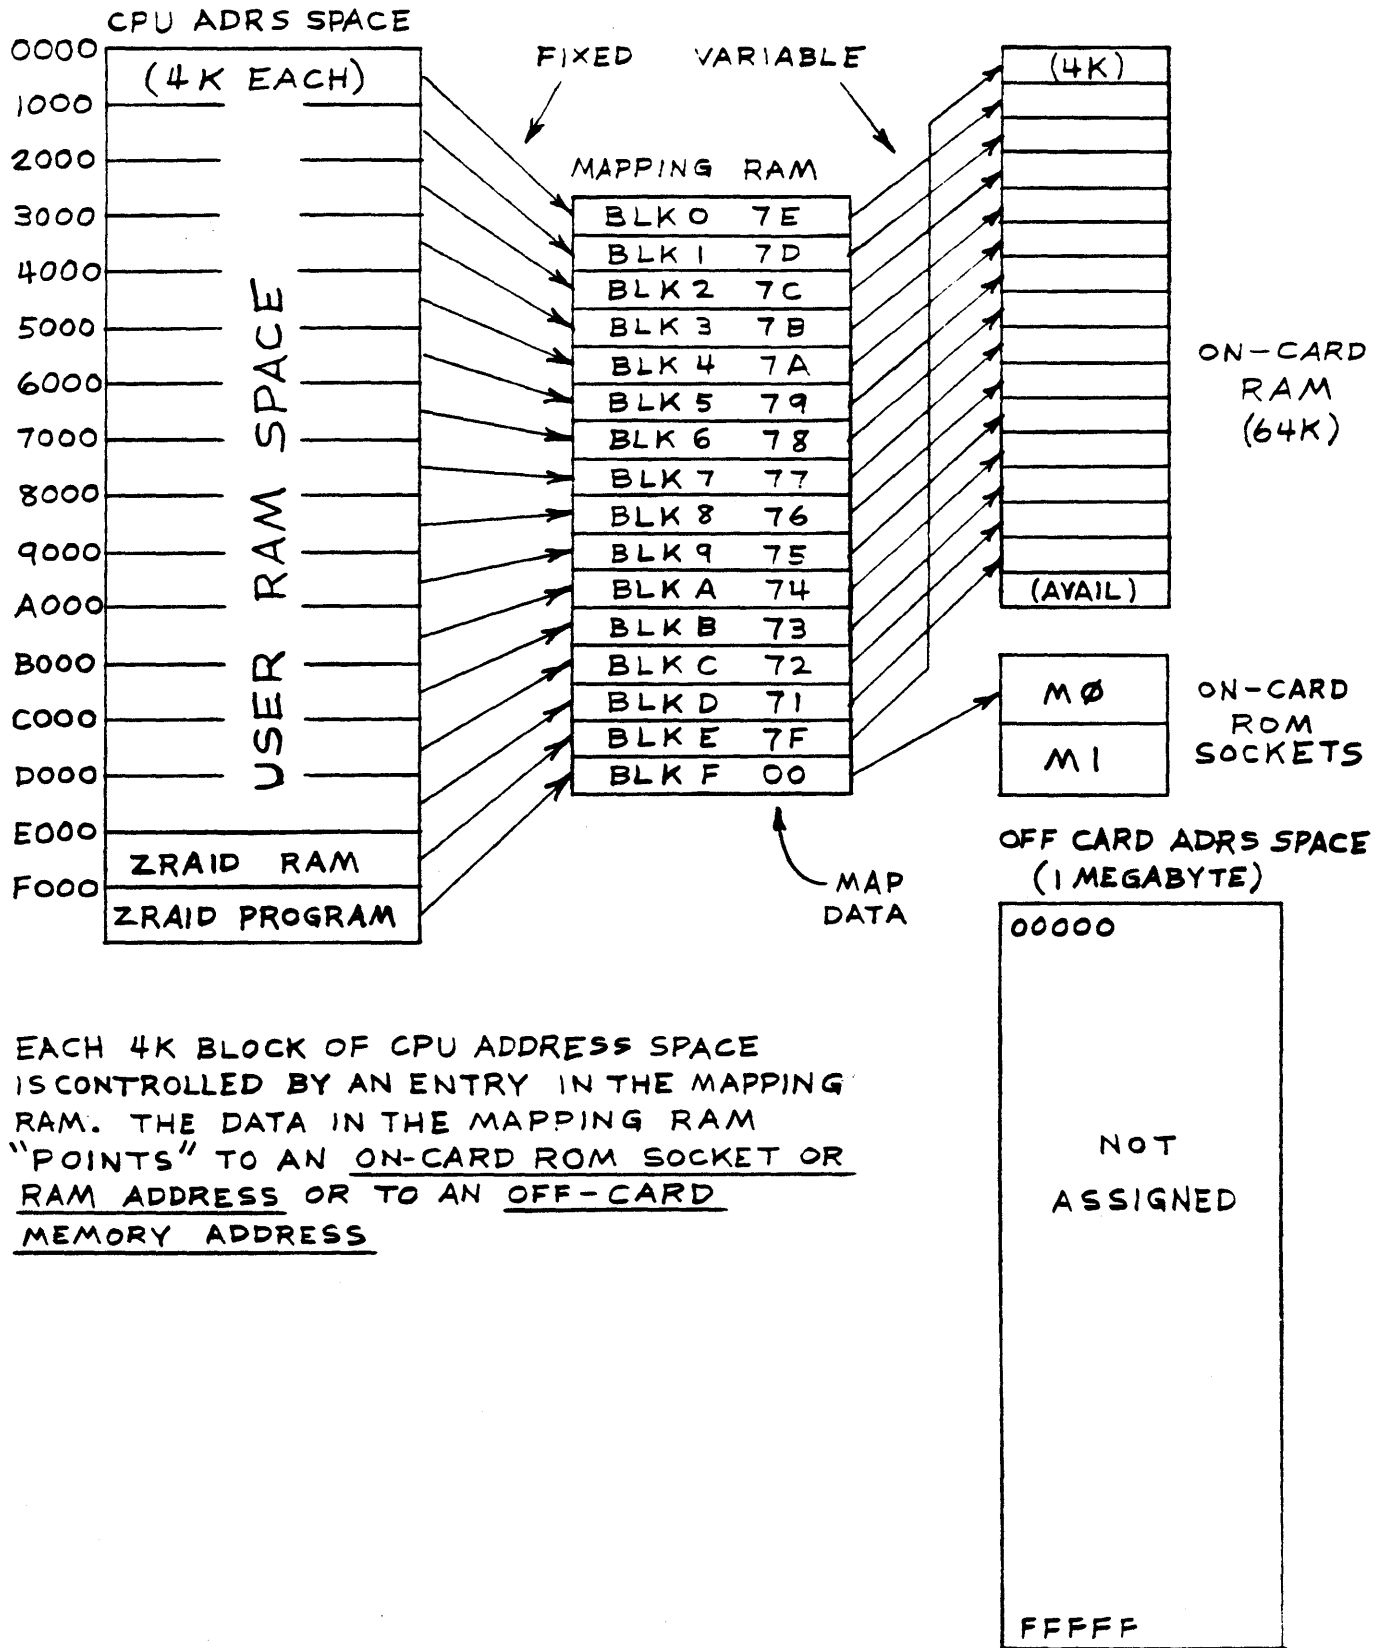 CPU ADRS SPACE
0000
(4K EACH)
1000
2000
3000
4000
5000
6000
7000
8000
9000
A000
B000
C000
D000
E000
F000
USER RAM SPACE
ZRAID RAM
ZRAID PROGRAM
FIXED VARIABLE
MAPPING RAM
BLK 0 7E
BLK 1 7D
BLK 2 7C
BLK 3 7B
BLK 4 7A
BLK 5 79
BLK 6 78
BLK 7 77
BLK 8 76
BLK 9 75
BLK A 74
BLK B 73
BLK C 72
BLK D 71
BLK E 7F
BLK F 00
MAP
DATA
(4K)
(AVAIL)
ON-CARD
RAM
(64K)
MØ
M1
ON-CARD
ROM
SOCKETS
OFF CARD ADRS SPACE
(1 MEGABYTE)
00000
NOT
ASSIGNED
FFFFF
EACH 4K BLOCK OF CPU ADDRESS SPACE
IS CONTROLLED BY AN ENTRY IN THE MAPPING
RAM. THE DATA IN THE MAPPING RAM
"POINTS" TO AN ON-CARD ROM SOCKET OR
RAM ADDRESS OR TO AN OFF-CARD
MEMORY ADDRESS